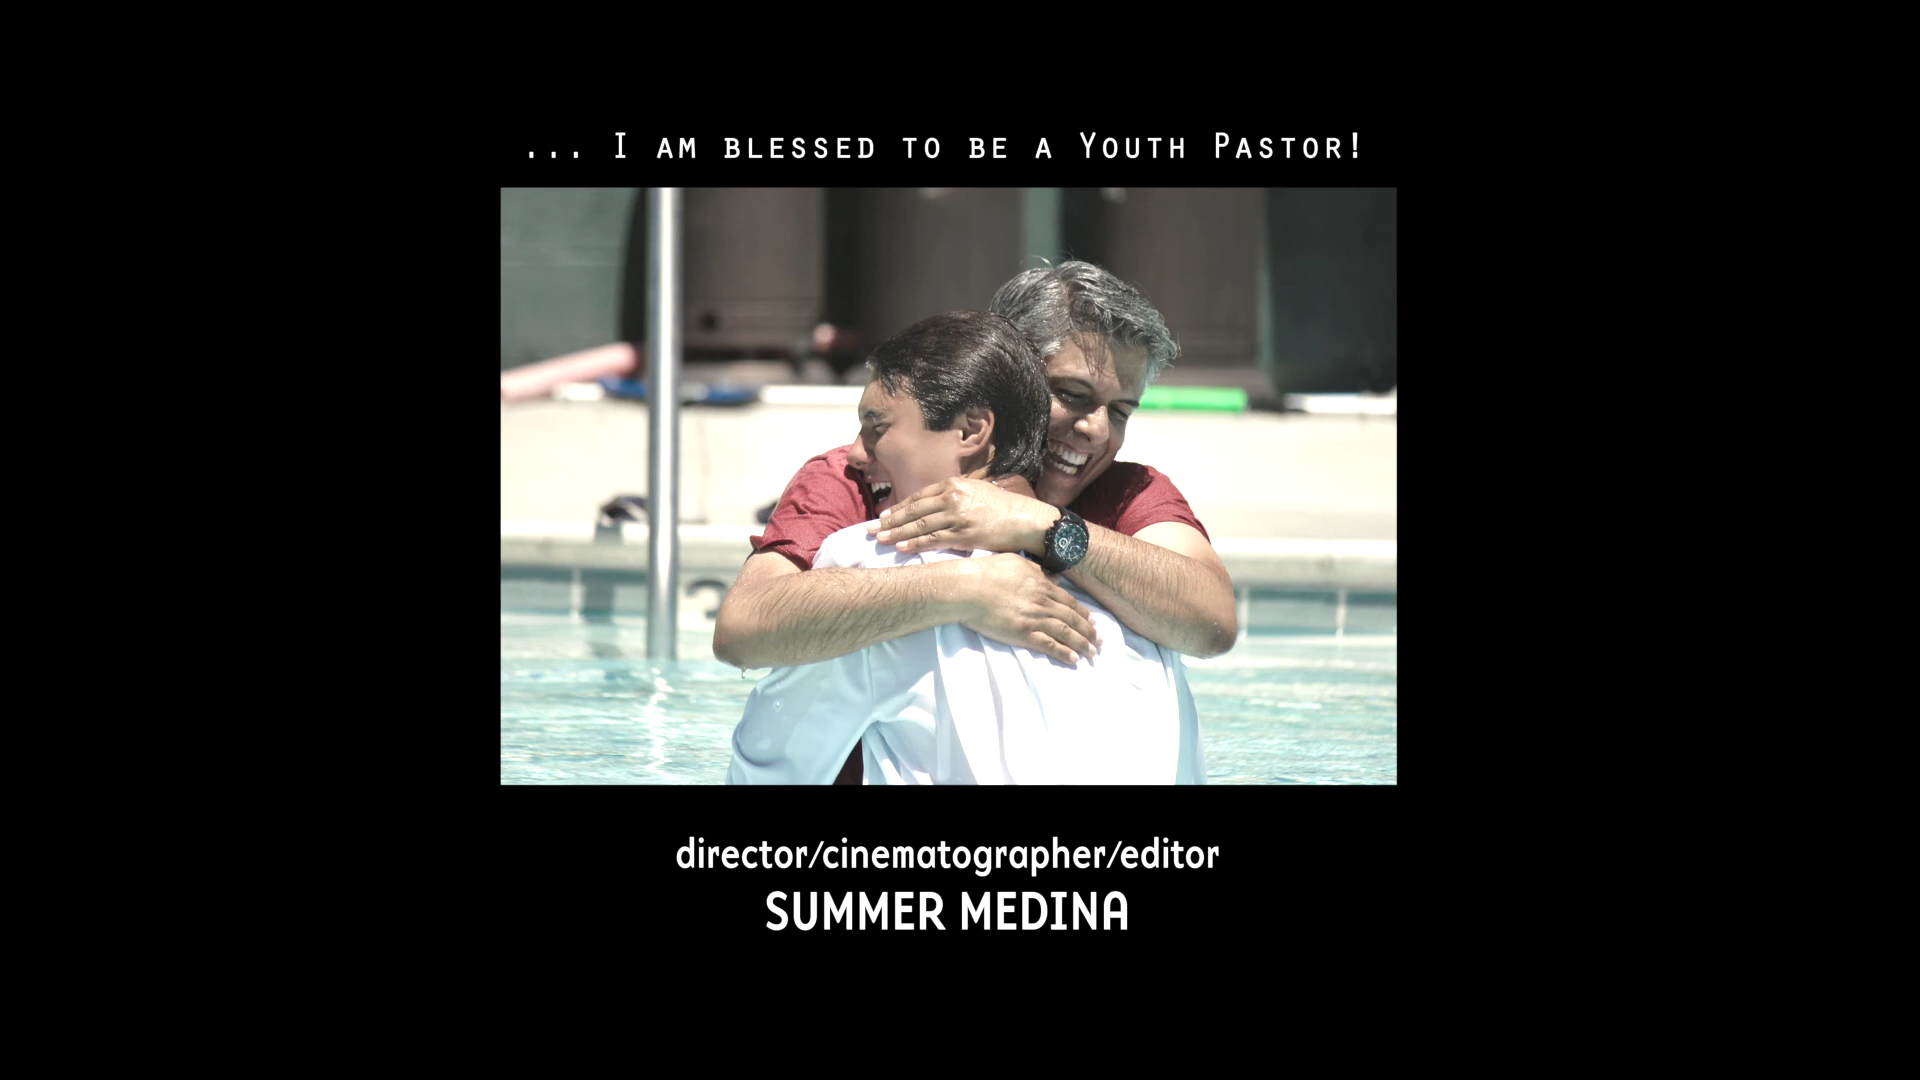 ... I AM BLESSED TO BE A YOUTH PASTOR!
director/cinematographer/editor
SUMMER MEDINA